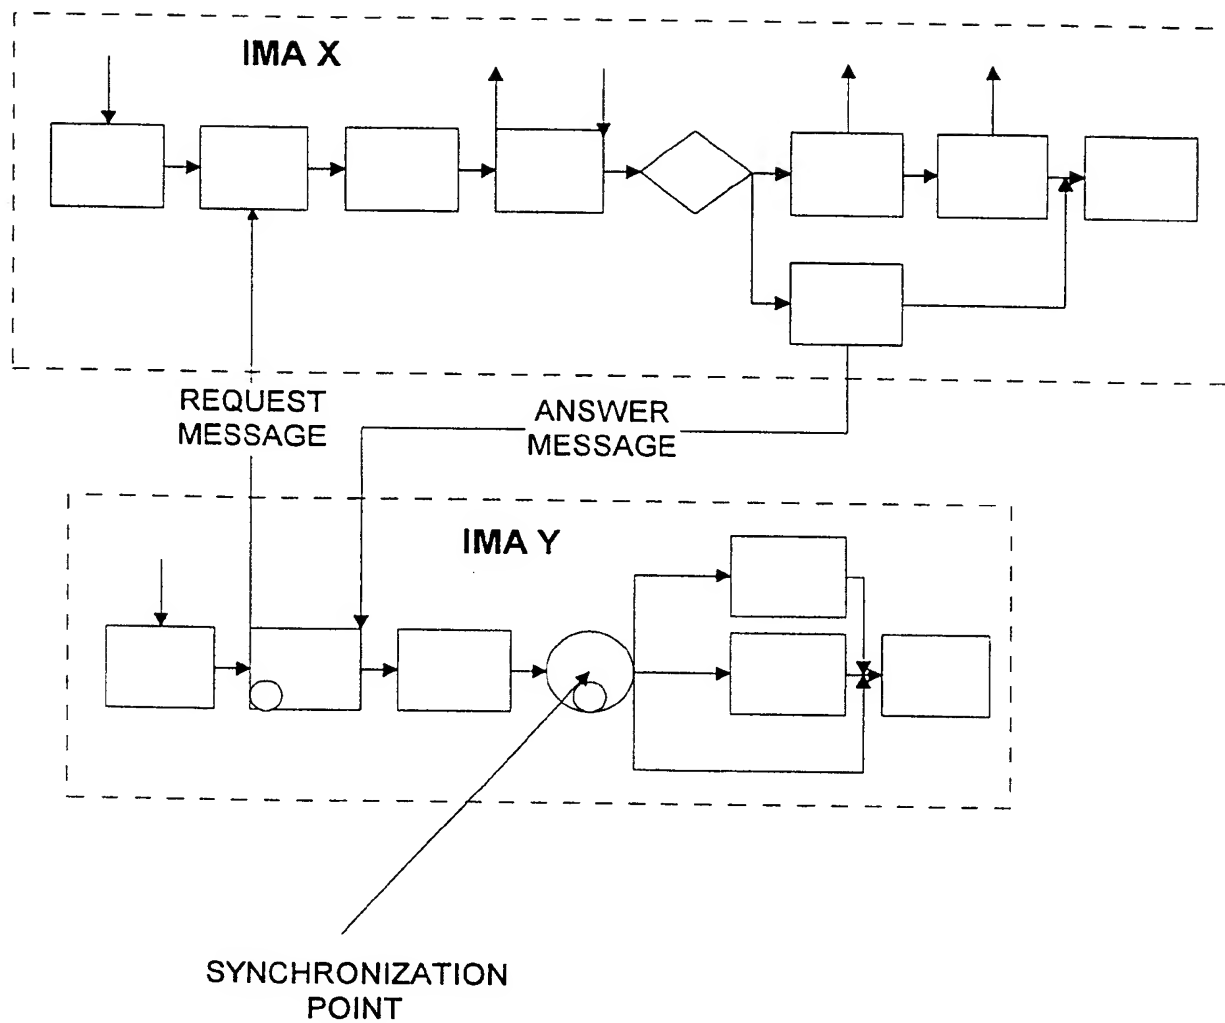 IMA X
REQUEST
MESSAGE
ANSWER
MESSAGE
IMA Y
SYNCHRONIZATION
POINT